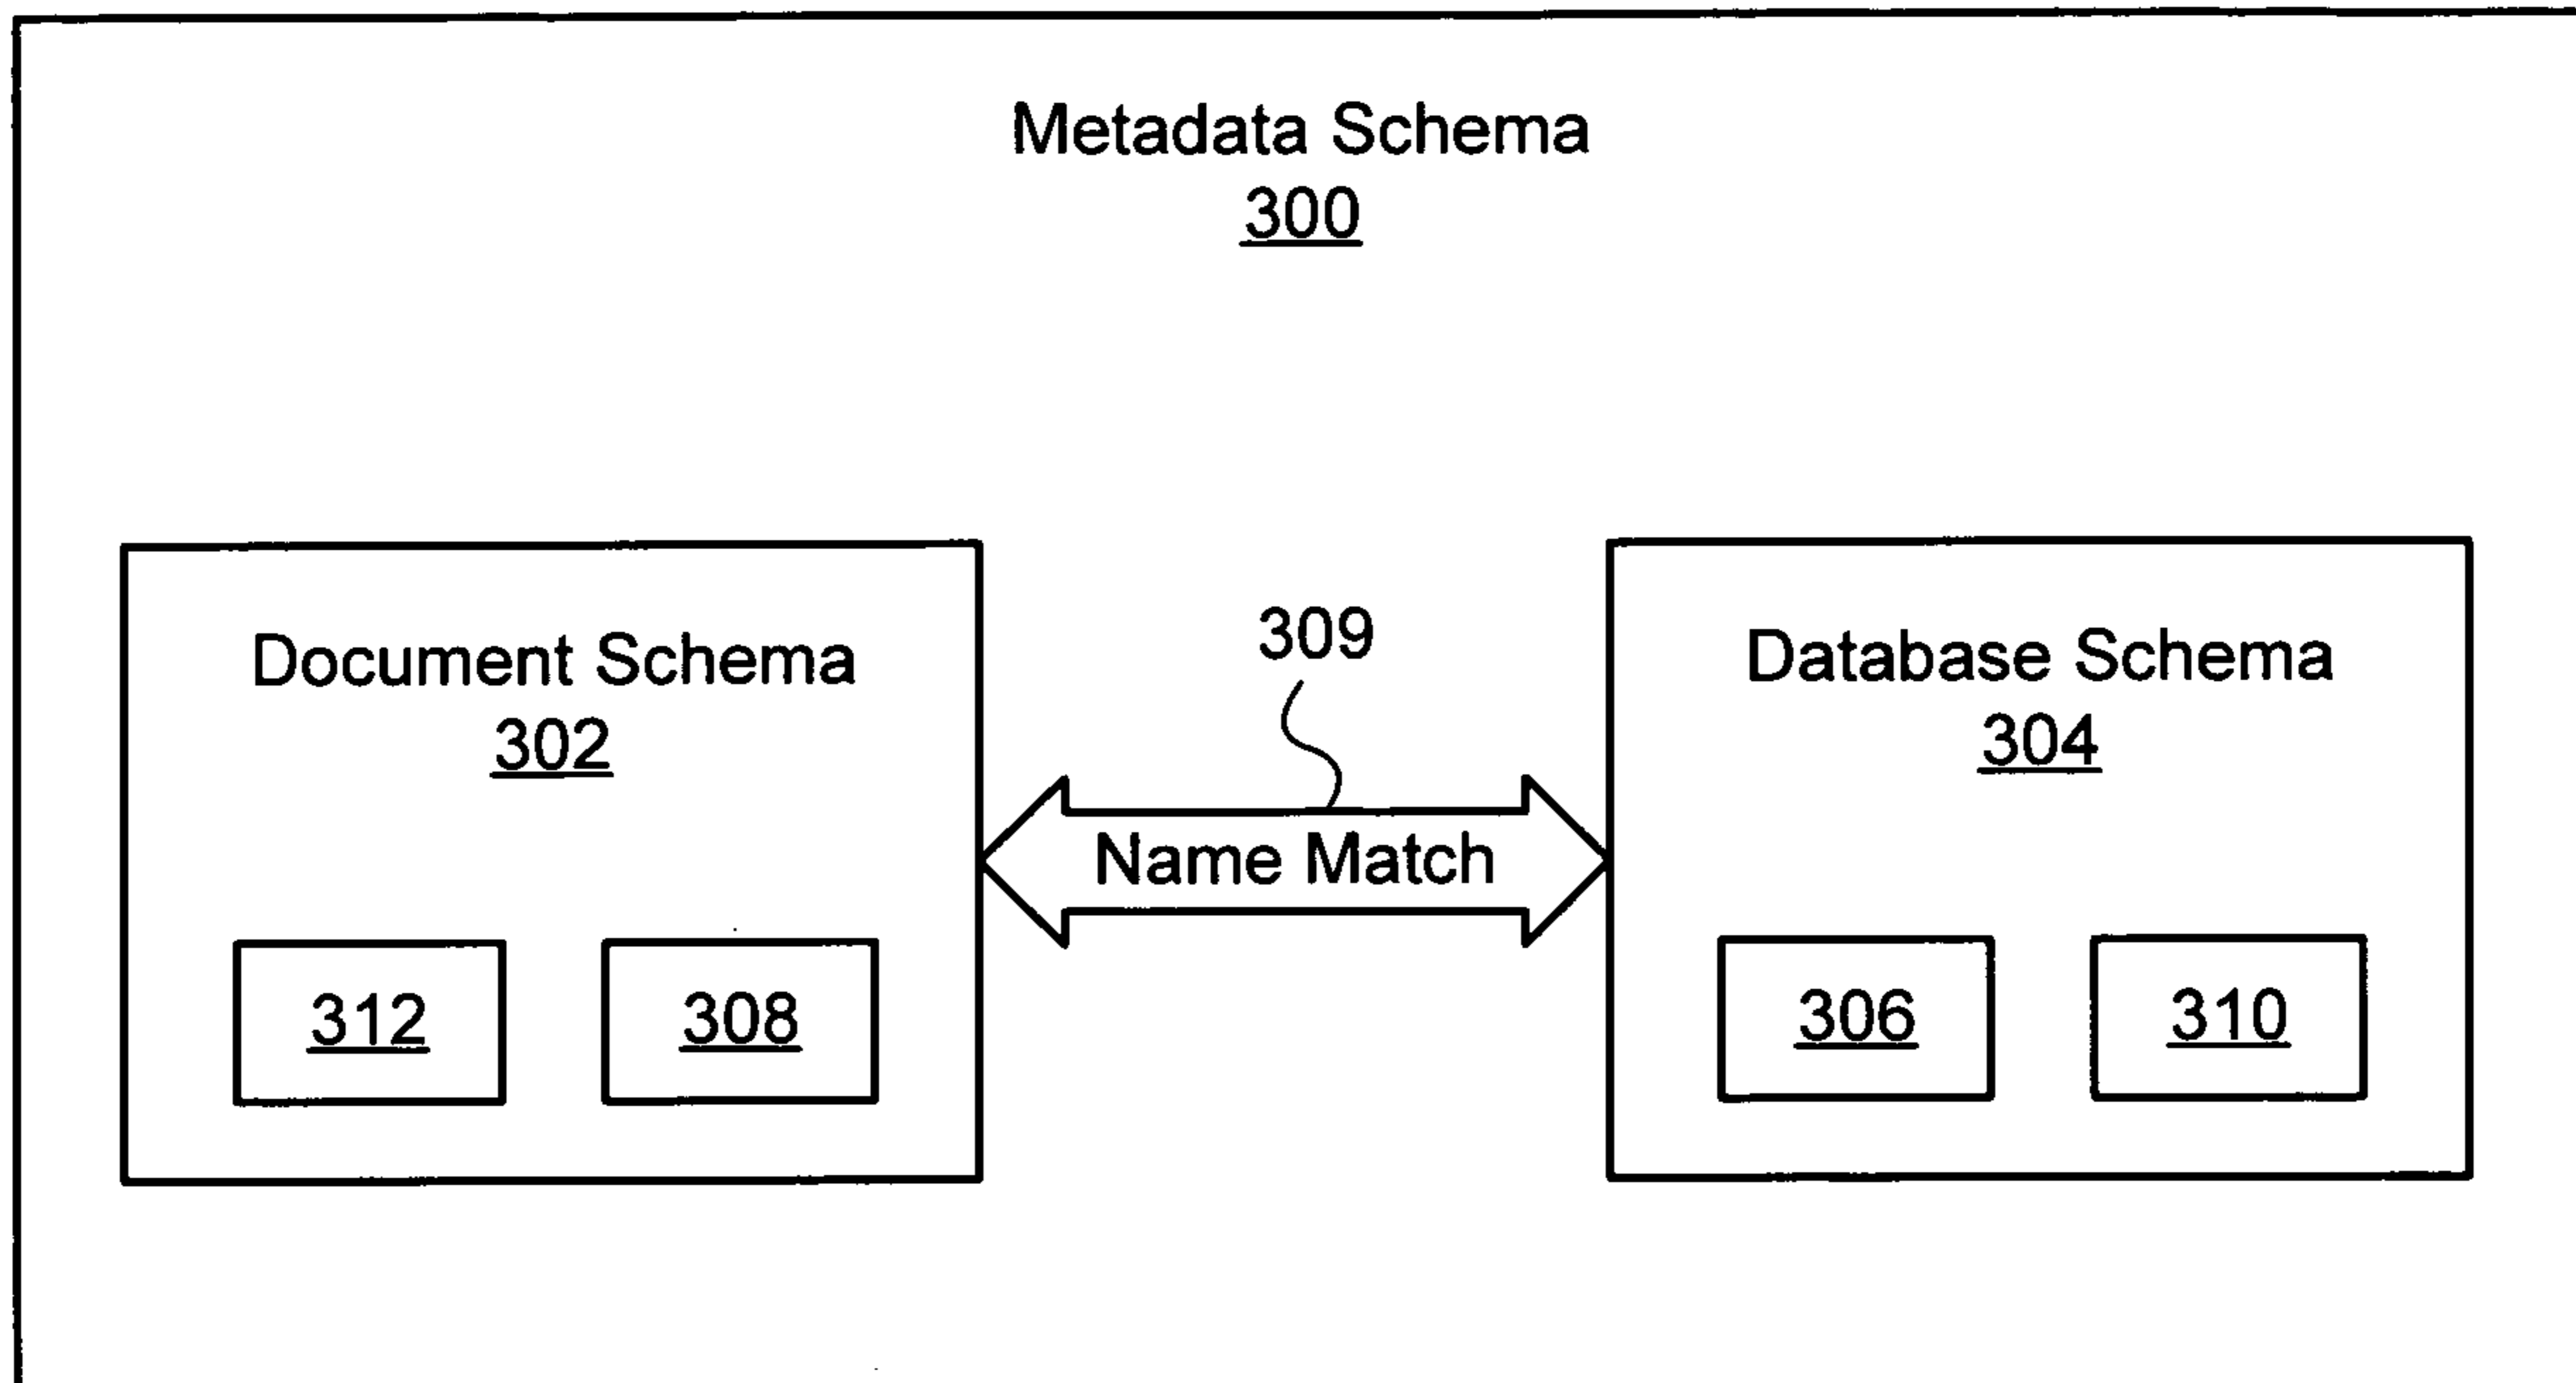 Metadata Schema
300
Document Schema
302
312
308
309
Name Match
Database Schema
304
306
310